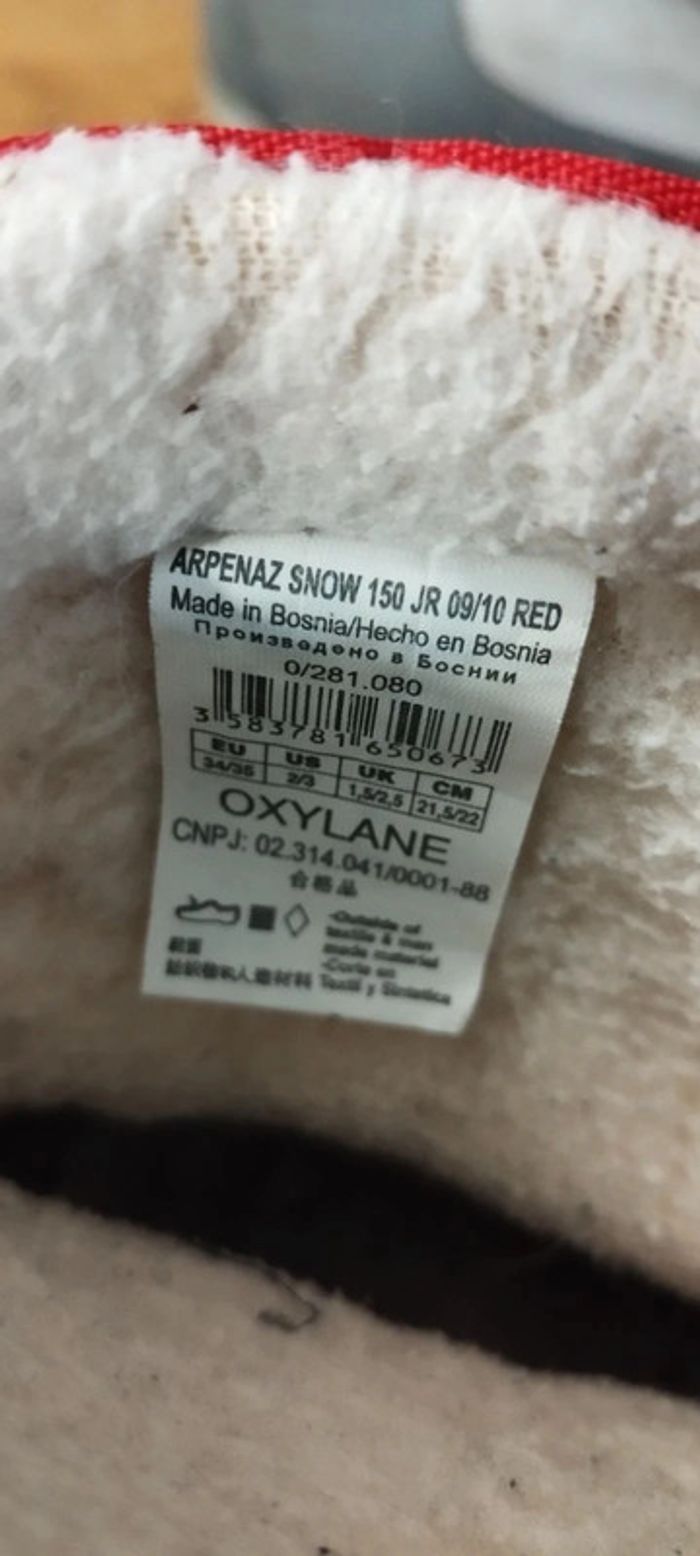 ARPENAZ SNOW 150 JR 09/10 RED
Made in Bosnia/Hecho en Bosnia
Произведено в Боснии
0/281.080
3 583781 650673
EU US UK CM
34/35 2/3 1,5/2,5 21,5/22
OXYLANE
CNPJ: 02.314.041/0001-88
合格品
-Outside of
textile & man
made material
-Corte en
Textil y Sintetico